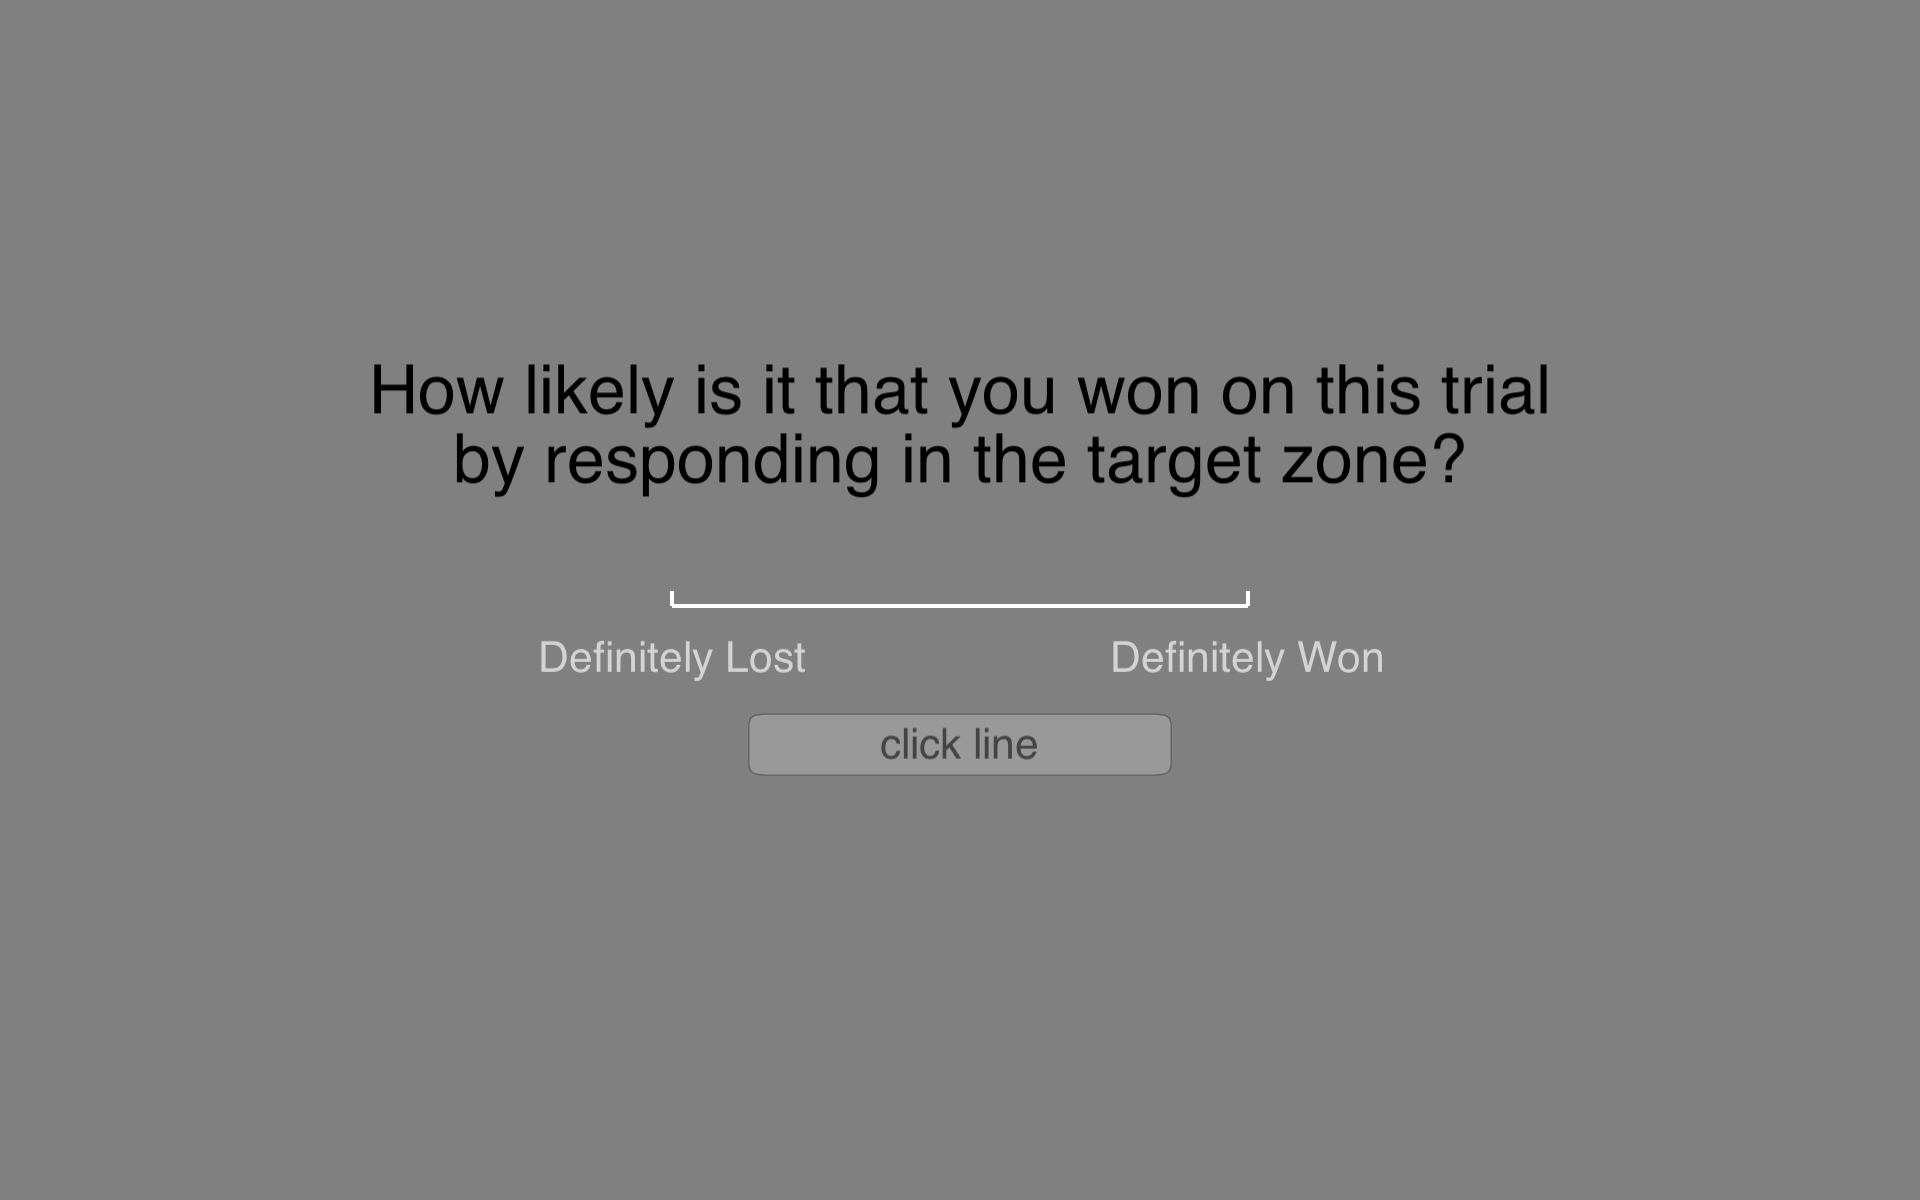 How likely is it that you won on this trial
by responding in the target zone?
Definitely Lost
Definitely Won
click line